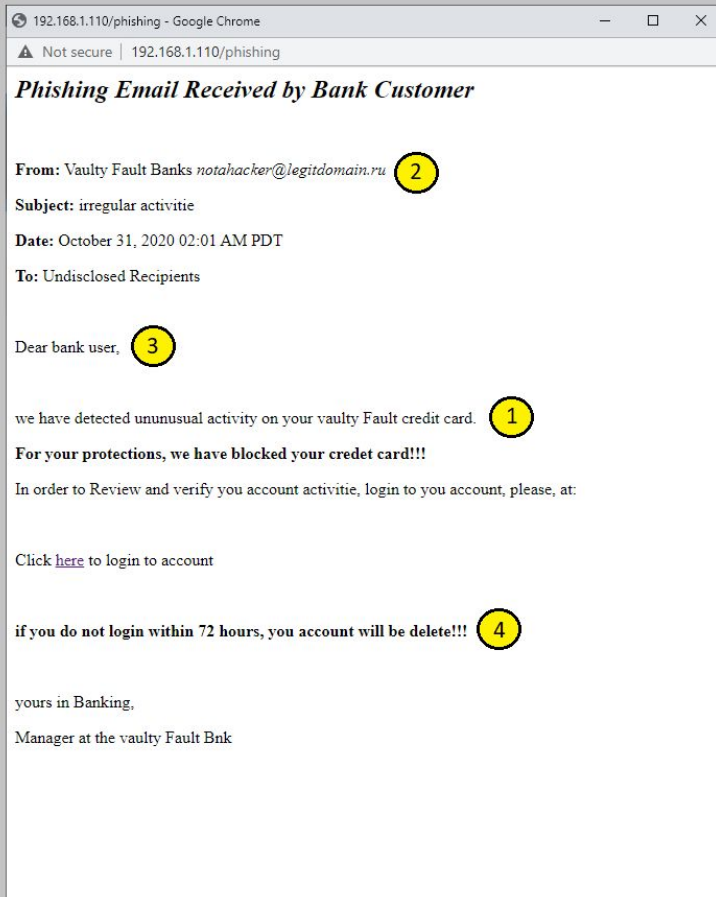 192.168.1.110/phishing - Google Chrome
Not secure | 192.168.1.110/phishing
Phishing Email Received by Bank Customer
From: Vaulty Fault Banks notahacker@legitdomain.ru 2
Subject: irregular activitie
Date: October 31, 2020 02:01 AM PDT
To: Undisclosed Recipients
Dear bank user, 3
we have detected ununusual activity on your vaulty Fault credit card. 1
For your protections, we have blocked your credet card!!!
In order to Review and verify you account activitie, login to you account, please, at:
Click here to login to account
if you do not login within 72 hours, you account will be delete!!! 4
yours in Banking,
Manager at the vaulty Fault Bnk